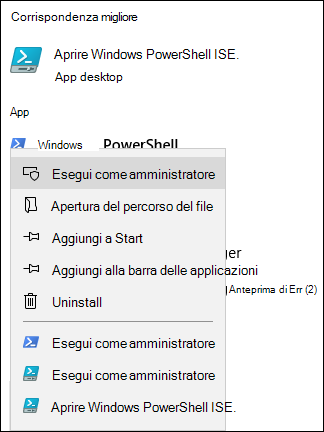 Corrispondenza migliore
Aprire Windows PowerShell ISE.
App desktop
App
Windows PowerShell
Esegui come amministratore
Apertura del percorso del file
Aggiungi a Start
ger
Aggiungi alla barra delle applicazioni
Anteprima di Err (2)
Uninstall
Esegui come amministratore
Esegui come amministratore
Aprire Windows PowerShell ISE.